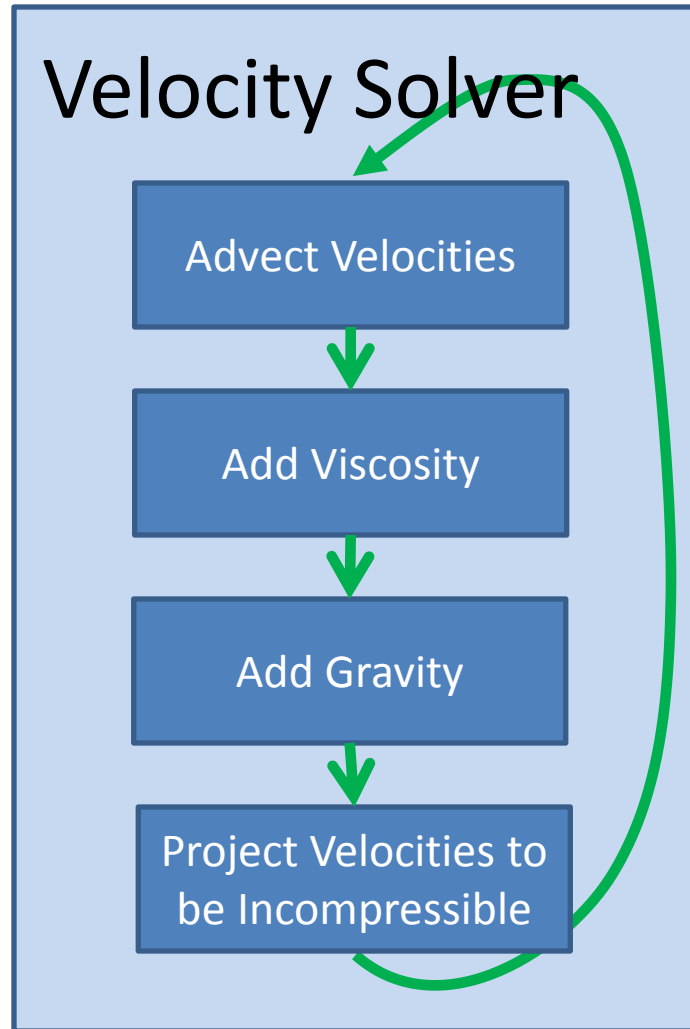 Velocity Solver
Advect Velocities
Add Viscosity
Add Gravity
Project Velocities to
be Incompressible